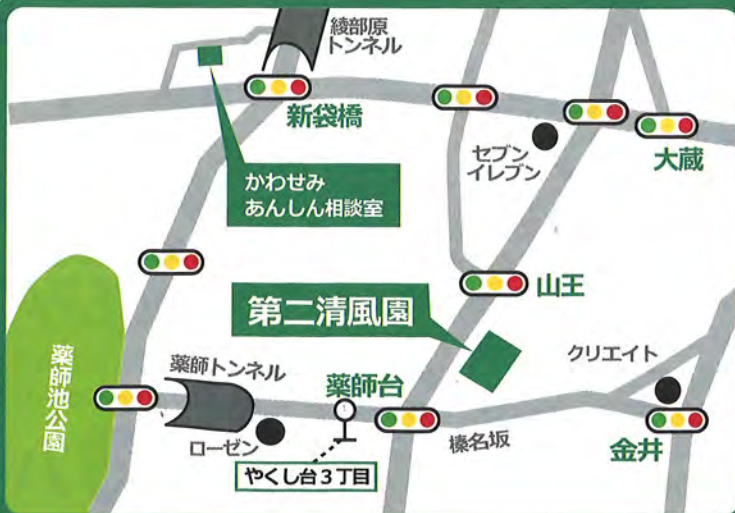 綾部原
トンネル
新袋橋
セブン
イレブン
大蔵
かわせみ
あんしん相談室
山王
第二清風園
薬師池公園
薬師トンネル
薬師台
クリエイト
ローゼン
榛名坂
金井
やくし台3丁目